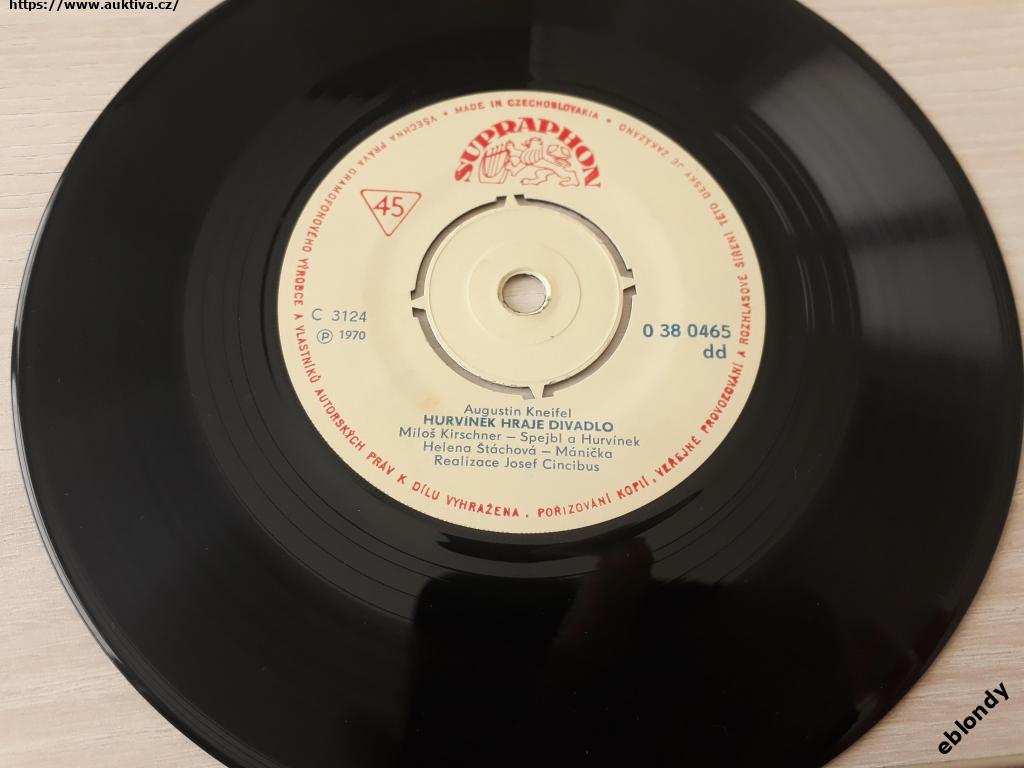 https://www.auktiva.cz/
VŠECHNA PRÁVA GRAMOFONOVÉHO VÝROBCE A VLASTNÍKŮ AUTORSKÝCH PRÁV K DÍLU VYHRAŽENA . POŘIZOVÁNÍ KOPIÍ, VEŘEJNÉ PROVOZOVÁNÍ A ROZHLASOVÉ ŠÍŘENÍ TÉTO DESKY JE ZAKÁZÁNO
• MADE IN CZECHOSLOVAKIA •
SUPRAPHON
45
C 3124
Ⓟ 1970
0 38 0465
dd
Augustin Kneifel
HURVÍNEK HRAJE DIVADLO
Miloš Kirschner – Spejbl a Hurvínek
Helena Štáchová – Mánička
Realizace Josef Cincibus
eblondy